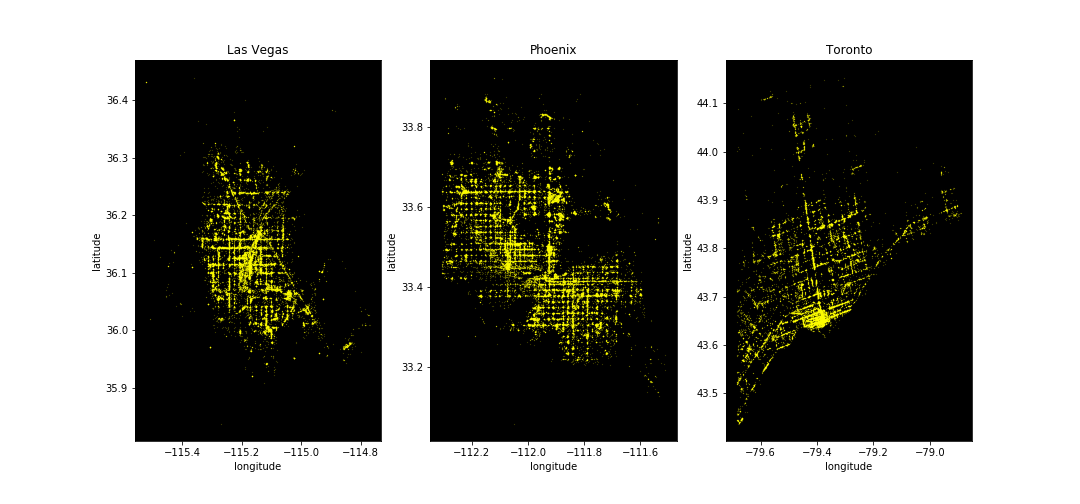 Las Vegas
36.4
36.3
36.2
36.1
36.0
35.9
latitude
−115.4 −115.2 −115.0 −114.8
longitude
Phoenix
33.8
33.6
33.4
33.2
latitude
−112.2 −112.0 −111.8 −111.6
longitude
Toronto
44.1
44.0
43.9
43.8
43.7
43.6
43.5
latitude
−79.6 −79.4 −79.2 −79.0
longitude